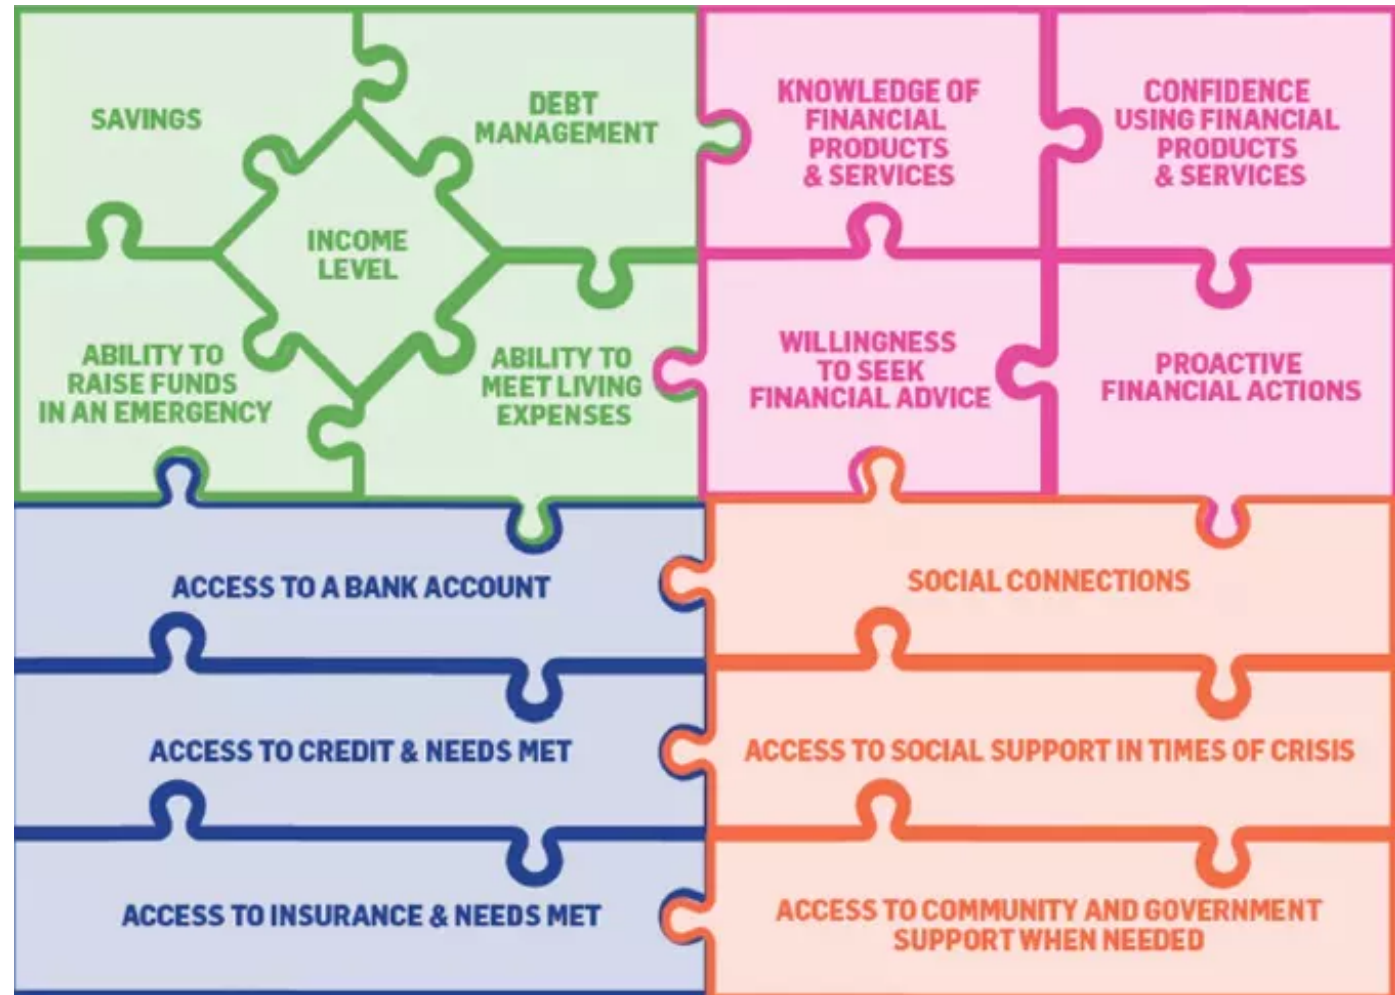 SAVINGS
DEBT
MANAGEMENT
INCOME
LEVEL
ABILITY TO
RAISE FUNDS
IN AN EMERGENCY
ABILITY TO
MEET LIVING
EXPENSES
KNOWLEDGE OF
FINANCIAL
PRODUCTS
& SERVICES
CONFIDENCE
USING FINANCIAL
PRODUCTS
& SERVICES
WILLINGNESS
TO SEEK
FINANCIAL ADVICE
PROACTIVE
FINANCIAL ACTIONS
ACCESS TO A BANK ACCOUNT
ACCESS TO CREDIT & NEEDS MET
ACCESS TO INSURANCE & NEEDS MET
SOCIAL CONNECTIONS
ACCESS TO SOCIAL SUPPORT IN TIMES OF CRISIS
ACCESS TO COMMUNITY AND GOVERNMENT
SUPPORT WHEN NEEDED